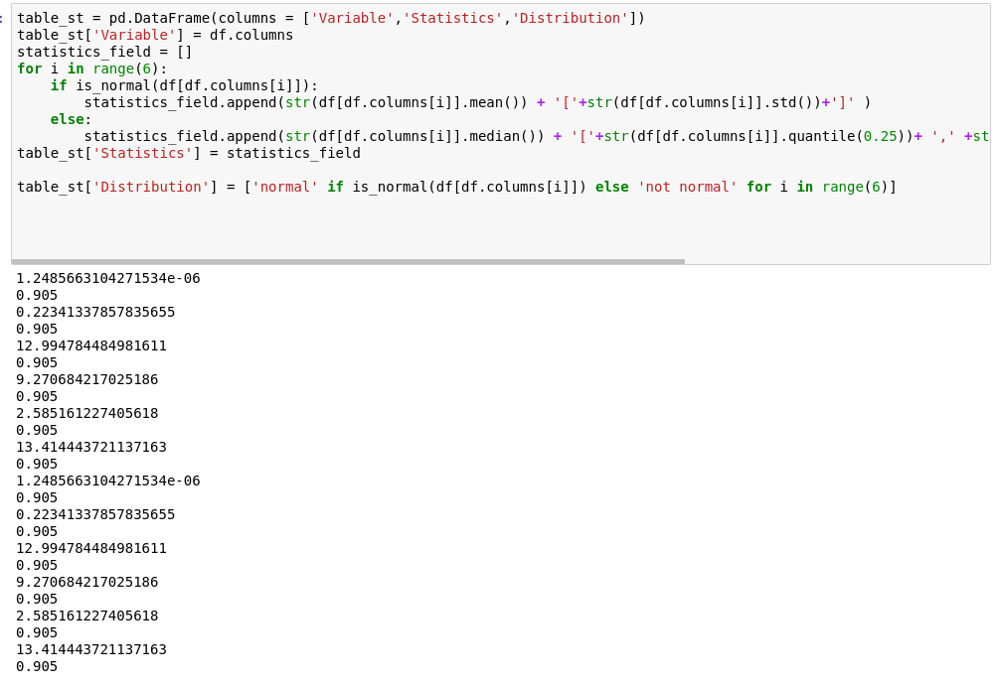 :
table_st = pd.DataFrame(columns = ['Variable','Statistics','Distribution'])
table_st['Variable'] = df.columns
statistics_field = []
for i in range(6):
    if is_normal(df[df.columns[i]]):
        statistics_field.append(str(df[df.columns[i]].mean()) + '['+str(df[df.columns[i]].std())+']' )
    else:
        statistics_field.append(str(df[df.columns[i]].median()) + '['+str(df[df.columns[i]].quantile(0.25))+ ',' +st
table_st['Statistics'] = statistics_field
table_st['Distribution'] = ['normal' if is_normal(df[df.columns[i]]) else 'not normal' for i in range(6)]
1.2485663104271534e-06
0.905
0.22341337857835655
0.905
12.994784484981611
0.905
9.270684217025186
0.905
2.585161227405618
0.905
13.414443721137163
0.905
1.2485663104271534e-06
0.905
0.22341337857835655
0.905
12.994784484981611
0.905
9.270684217025186
0.905
2.585161227405618
0.905
13.414443721137163
0.905